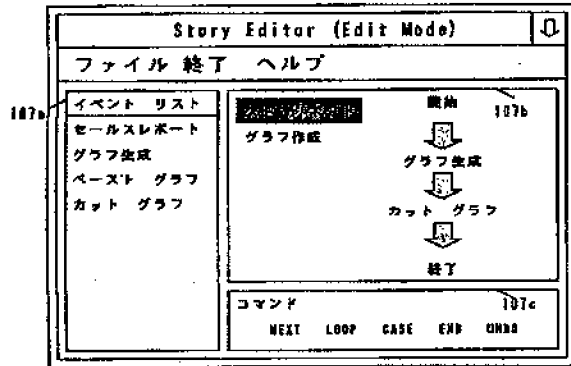 Story Editor (Edit Mode)
ファイル 終了 ヘルプ
イベント リスト
セールスレポート
グラフ生成
ペースト グラフ
カット グラフ
グラフ作成
開始
グラフ生成
カット グラフ
終了
107b
コマンド
107c
NEXT LOOP CASE END UNDO